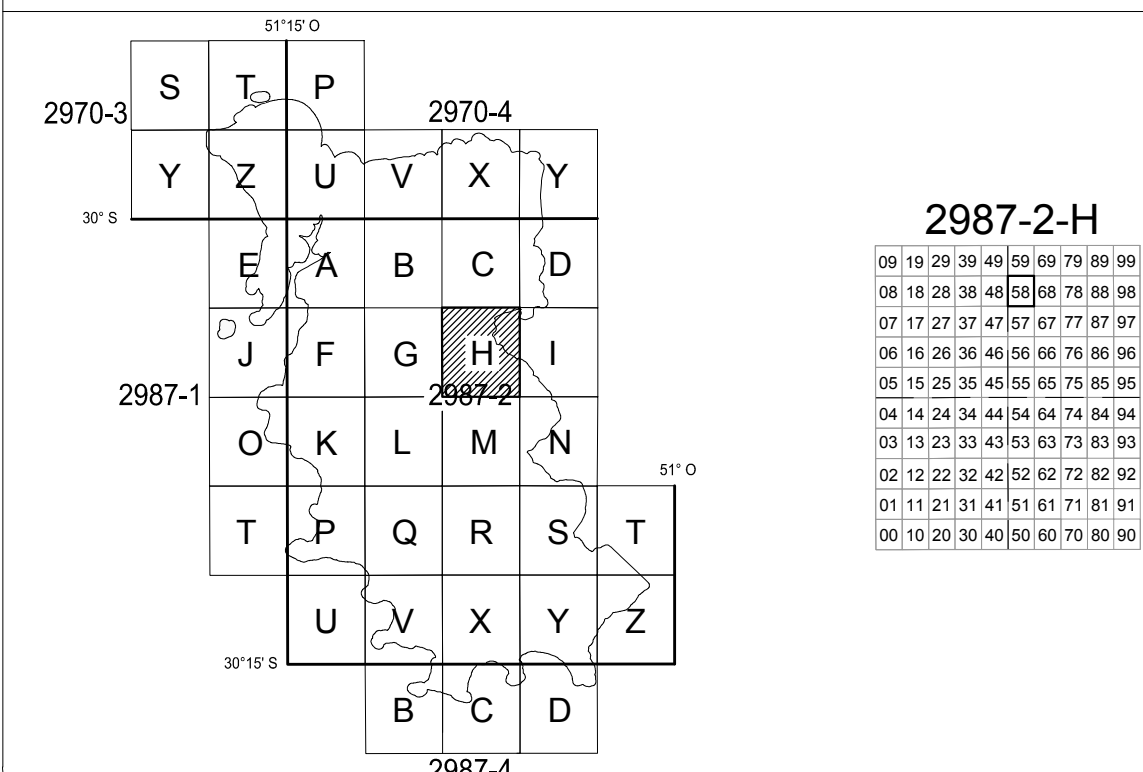 51°15' O
S T P
2970-3 2970-4
Y Z U V X Y
30° S
E A B C D
J F G H I
2987-1 2987-2
O K L M N
51° O
T P Q R S T
U V X Y Z
30°15' S
B C D
2987-4
2987-2-H
09 19 29 39 49 59 69 79 89 99
08 18 28 38 48 58 68 78 88 98
07 17 27 37 47 57 67 77 87 97
06 16 26 36 46 56 66 76 86 96
05 15 25 35 45 55 65 75 85 95
04 14 24 34 44 54 64 74 84 94
03 13 23 33 43 53 63 73 83 93
02 12 22 32 42 52 62 72 82 92
01 11 21 31 41 51 61 71 81 91
00 10 20 30 40 50 60 70 80 90